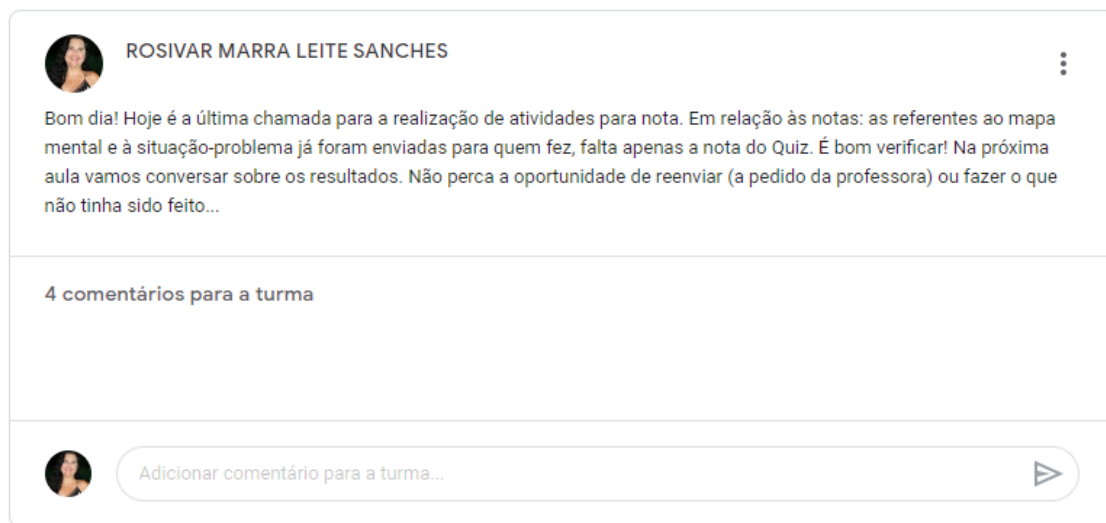 ROSIVAR MARRA LEITE SANCHES
Bom dia! Hoje é a última chamada para a realização de atividades para nota. Em relação às notas: as referentes ao mapa
mental e à situação-problema já foram enviadas para quem fez, falta apenas a nota do Quiz. É bom verificar! Na próxima
aula vamos conversar sobre os resultados. Não perca a oportunidade de reenviar (a pedido da professora) ou fazer o que
não tinha sido feito...
4 comentários para a turma
Adicionar comentário para a turma...